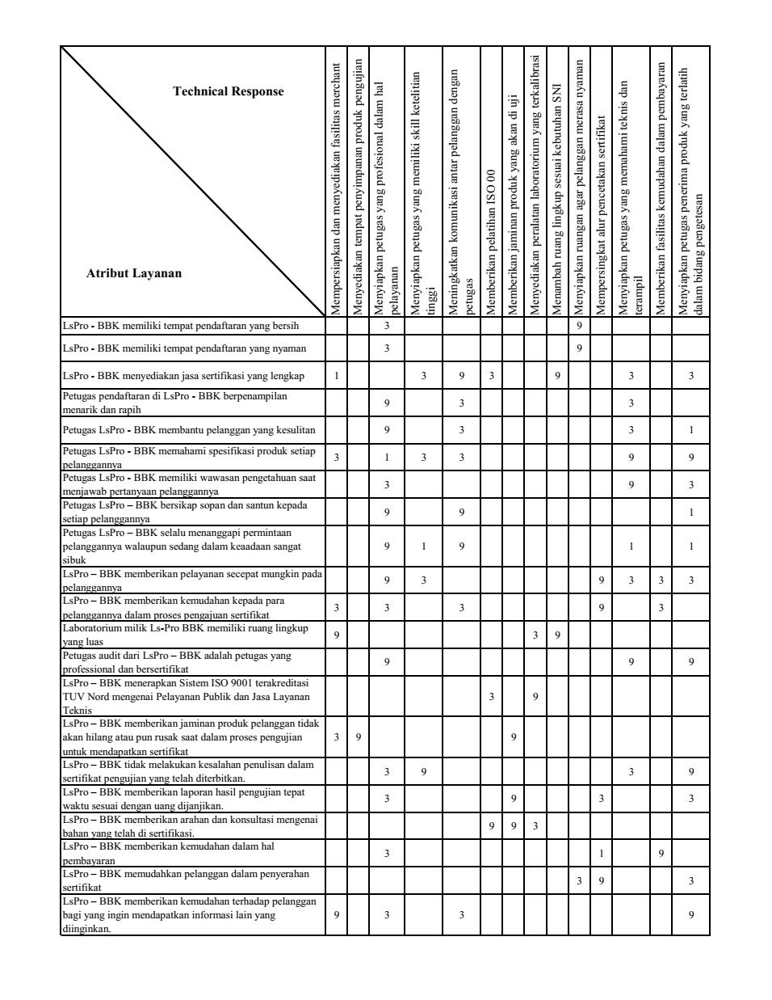 Technical Response
Atribut Layanan
Mempersiapkan dan menyediakan fasilitas merchant
Menyediakan tempat penyimpanan produk pengujian
Menyiapkan petugas yang profesional dalam hal
pelayanan
Menyiapkan petugas yang memiliki skill ketelitian
tinggi
Meningkatkan komunikasi antar pelanggan dengan
petugas
Memberikan pelatihan ISO 00
Memberikan jaminan produk yang akan di uji
Menyediakan peralatan laboratorium yang terkalibrasi
Menambah ruang lingkup sesuai kebutuhan SNI
Menyiapkan ruangan agar pelanggan merasa nyaman
Mempersingkat alur pencetakan sertifikat
Menyiapkan petugas yang memahami teknis dan
terampil
Memberikan fasilitas kemudahan dalam pembayaran
Menyiapkan petugas penerima produk yang terlatih
dalam bidang pengetesan
LsPro - BBK memiliki tempat pendaftaran yang bersih 3 9
LsPro - BBK memiliki tempat pendaftaran yang nyaman 3 9
LsPro - BBK menyediakan jasa sertifikasi yang lengkap 1 3 9 3 9 3 3
Petugas pendaftaran di LsPro - BBK berpenampilan
menarik dan rapih 9 3 3
Petugas LsPro - BBK membantu pelanggan yang kesulitan 9 3 3 1
Petugas LsPro - BBK memahami spesifikasi produk setiap
pelanggannya 3 1 3 3 9 9
Petugas LsPro - BBK memiliki wawasan pengetahuan saat
menjawab pertanyaan pelanggannya 3 9 3
Petugas LsPro – BBK bersikap sopan dan santun kepada
setiap pelanggannya 9 9 1
Petugas LsPro – BBK selalu menanggapi permintaan
pelanggannya walaupun sedang dalam keaadaan sangat 9 1 9 1 1
sibuk
LsPro – BBK memberikan pelayanan secepat mungkin pada
pelanggannya 9 3 9 3 3 3
LsPro – BBK memberikan kemudahan kepada para
pelanggannya dalam proses pengajuan sertifikat 3 3 3 9 3
Laboratorium milik Ls-Pro BBK memiliki ruang lingkup
yang luas 9 3 9
Petugas audit dari LsPro – BBK adalah petugas yang
professional dan bersertifikat 9 9 9
LsPro – BBK menerapkan Sistem ISO 9001 terakreditasi
TUV Nord mengenai Pelayanan Publik dan Jasa Layanan 3 9
Teknis
LsPro – BBK memberikan jaminan produk pelanggan tidak
akan hilang atau pun rusak saat dalam proses pengujian 3 9 9
untuk mendapatkan sertifikat
LsPro – BBK tidak melakukan kesalahan penulisan dalam
sertifikat pengujian yang telah diterbitkan. 3 9 3 9
LsPro – BBK memberikan laporan hasil pengujian tepat
waktu sesuai dengan uang dijanjikan. 3 9 3 3
LsPro – BBK memberikan arahan dan konsultasi mengenai
bahan yang telah di sertifikasi. 9 9 3
LsPro – BBK memberikan kemudahan dalam hal
pembayaran 3 1 9
LsPro – BBK memudahkan pelanggan dalam penyerahan
sertifikat 3 9 3
LsPro – BBK memberikan kemudahan terhadap pelanggan
bagi yang ingin mendapatkan informasi lain yang 9 3 3 9
diinginkan.